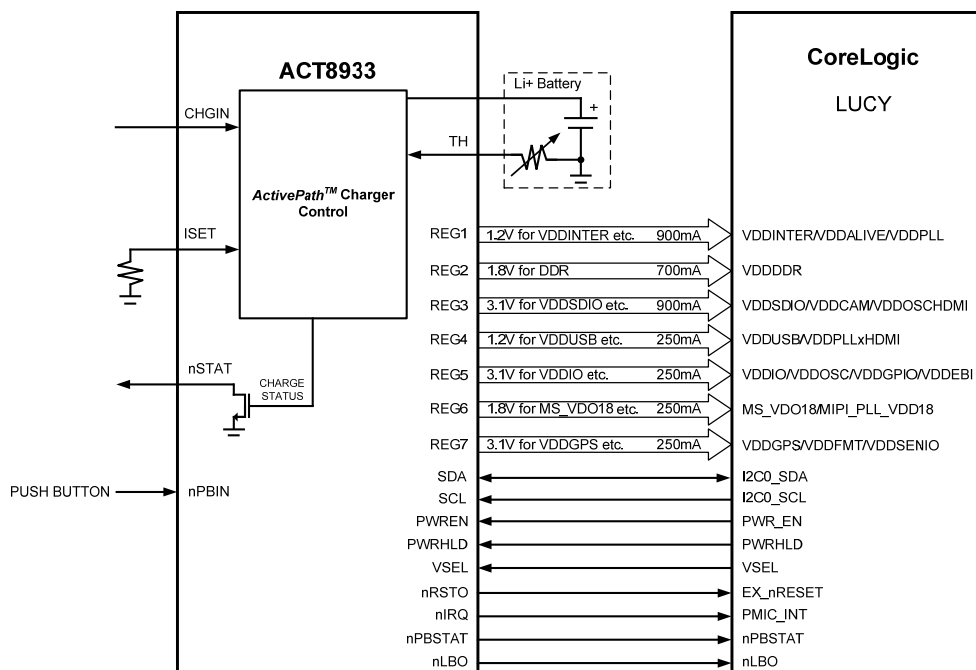 ACT8933
CoreLogic
LUCY
CHGIN
Li+ Battery
+
TH
ActivePath™ Charger
Control
ISET
REG1 1.2V for VDDINTER etc. 900mA VDDINTER/VDDALIVE/VDDPLL
REG2 1.8V for DDR 700mA VDDDDR
REG3 3.1V for VDDSDIO etc. 900mA VDDSDIO/VDDCAM/VDDOSCHDMI
REG4 1.2V for VDDUSB etc. 250mA VDDUSB/VDDPLLxHDMI
REG5 3.1V for VDDIO etc. 250mA VDDIO/VDDOSC/VDDGPIO/VDDEBI
REG6 1.8V for MS_VDO18 etc. 250mA MS_VDO18/MIPI_PLL_VDD18
REG7 3.1V for VDDGPS etc. 250mA VDDGPS/VDDFMT/VDDSENIO
nSTAT
CHARGE
STATUS
PUSH BUTTON nPBIN
SDA I2C0_SDA
SCL I2C0_SCL
PWREN PWR_EN
PWRHLD PWRHLD
VSEL VSEL
nRSTO EX_nRESET
nIRQ PMIC_INT
nPBSTAT nPBSTAT
nLBO nLBO